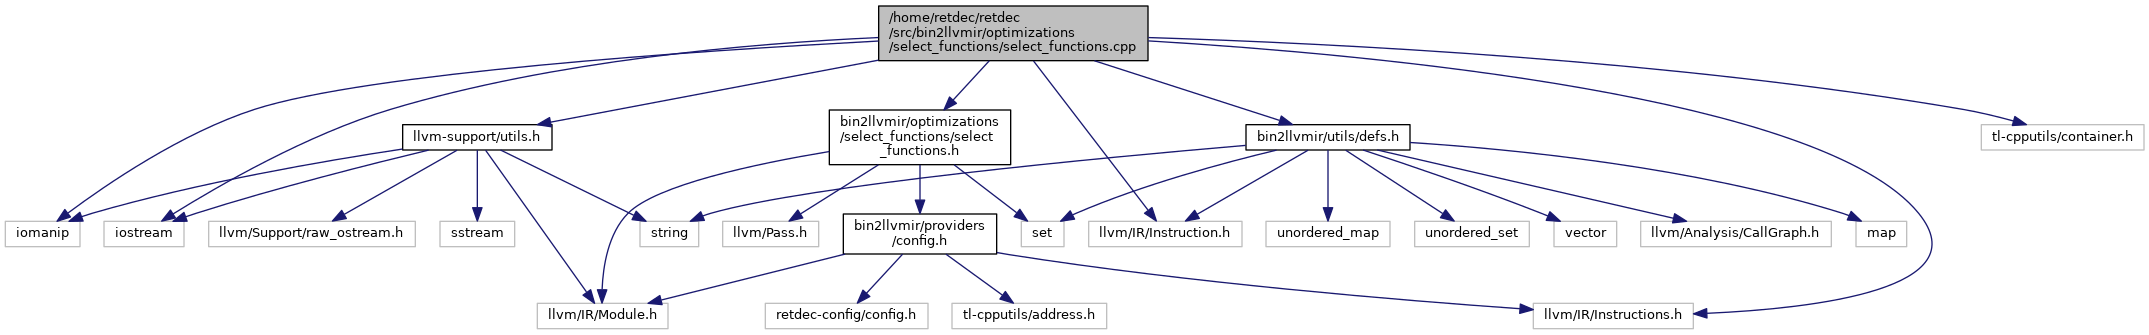 /home/retdec/retdec
/src/bin2llvmir/optimizations
/select_functions/select_functions.cpp
bin2llvmir/optimizations
/select_functions/select
_functions.h
llvm-support/utils.h
bin2llvmir/utils/defs.h
tl-cpputils/container.h
bin2llvmir/providers
/config.h
iomanip
iostream
llvm/Support/raw_ostream.h
sstream
string
llvm/Pass.h
set
llvm/IR/Instruction.h
unordered_map
unordered_set
vector
llvm/Analysis/CallGraph.h
map
llvm/IR/Module.h
retdec-config/config.h
tl-cpputils/address.h
llvm/IR/Instructions.h